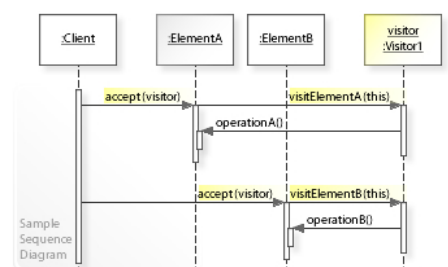 :Client
:ElementA
:ElementB
visitor
:Visitor1
accept(visitor)
visitElementA(this)
operationA()
accept(visitor)
visitElementB(this)
operationB()
Sample
Sequence
Diagram